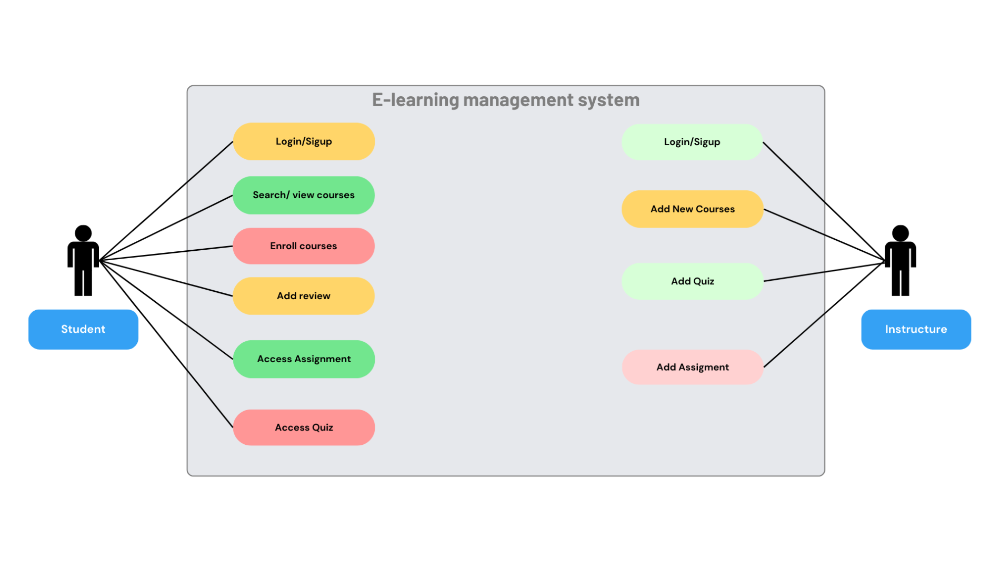 E-learning management system
Login/Sigup
Search/ view courses
Enroll courses
Add review
Access Assignment
Access Quiz
Login/Sigup
Add New Courses
Add Quiz
Add Assigment
Student
Instructure